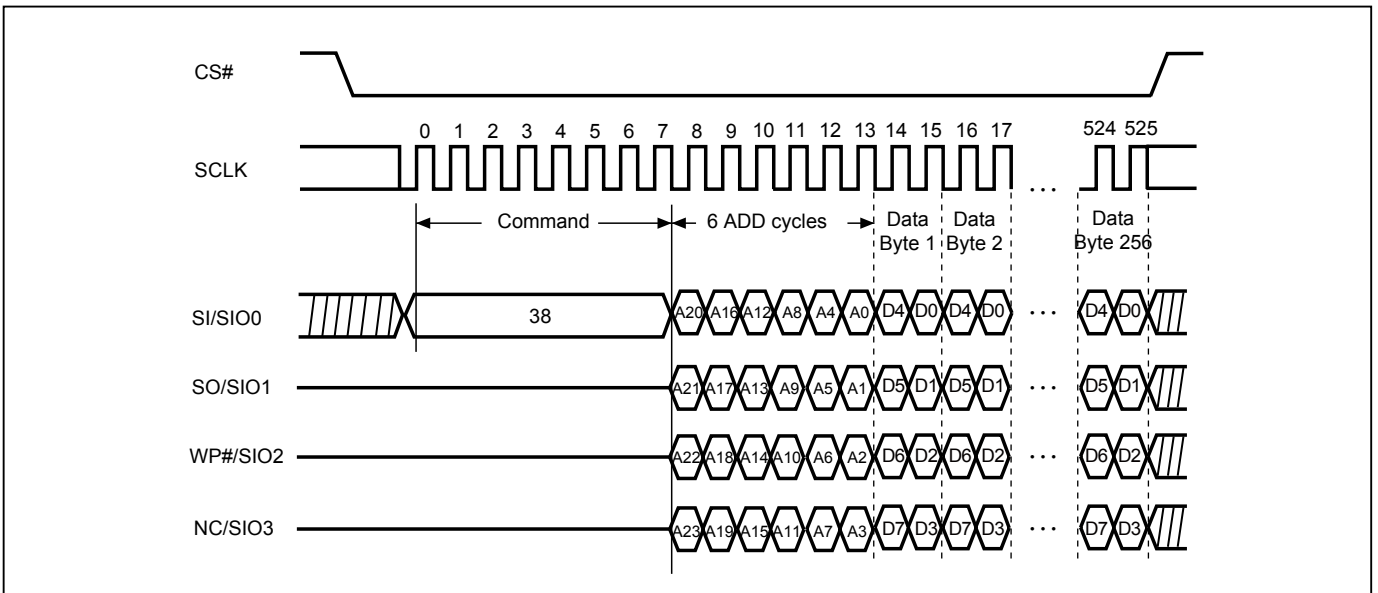 CS#
0 1 2 3 4 5 6 7 8 9 10 11 12 13 14 15 16 17 524 525
SCLK
...
Command 6 ADD cycles Data Data Data
Byte 1 Byte 2 Byte 256
SI/SIO0 38 A20 A16 A12 A8 A4 A0 D4 D0 D4 D0 ... D4 D0
SO/SIO1 A21 A17 A13 A9 A5 A1 D5 D1 D5 D1 ... D5 D1
WP#/SIO2 A22 A18 A14 A10 A6 A2 D6 D2 D6 D2 ... D6 D2
NC/SIO3 A23 A19 A15 A11 A7 A3 D7 D3 D7 D3 ... D7 D3